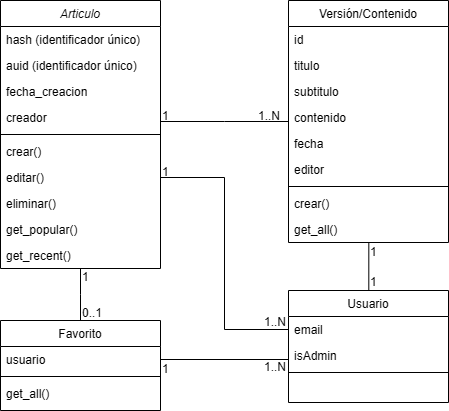 Articulo
hash (identificador único)
auid (identificador único)
fecha_creacion
creador
crear()
editar()
eliminar()
get_popular()
get_recent()
Versión/Contenido
id
titulo
subtitulo
contenido
fecha
editor
crear()
get_all()
1
1..N
1
1..N
1
1
1
0..1
Favorito
usuario
get_all()
1
1..N
Usuario
email
isAdmin